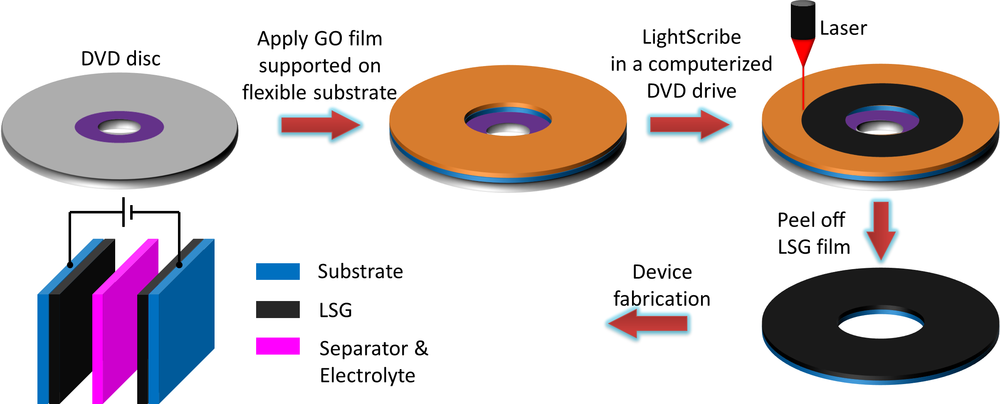 DVD disc
Apply GO film
supported on
flexible substrate
LightScribe
in a computerized
DVD drive
Laser
Peel off
LSG film
Device
fabrication
Substrate
LSG
Separator &
Electrolyte